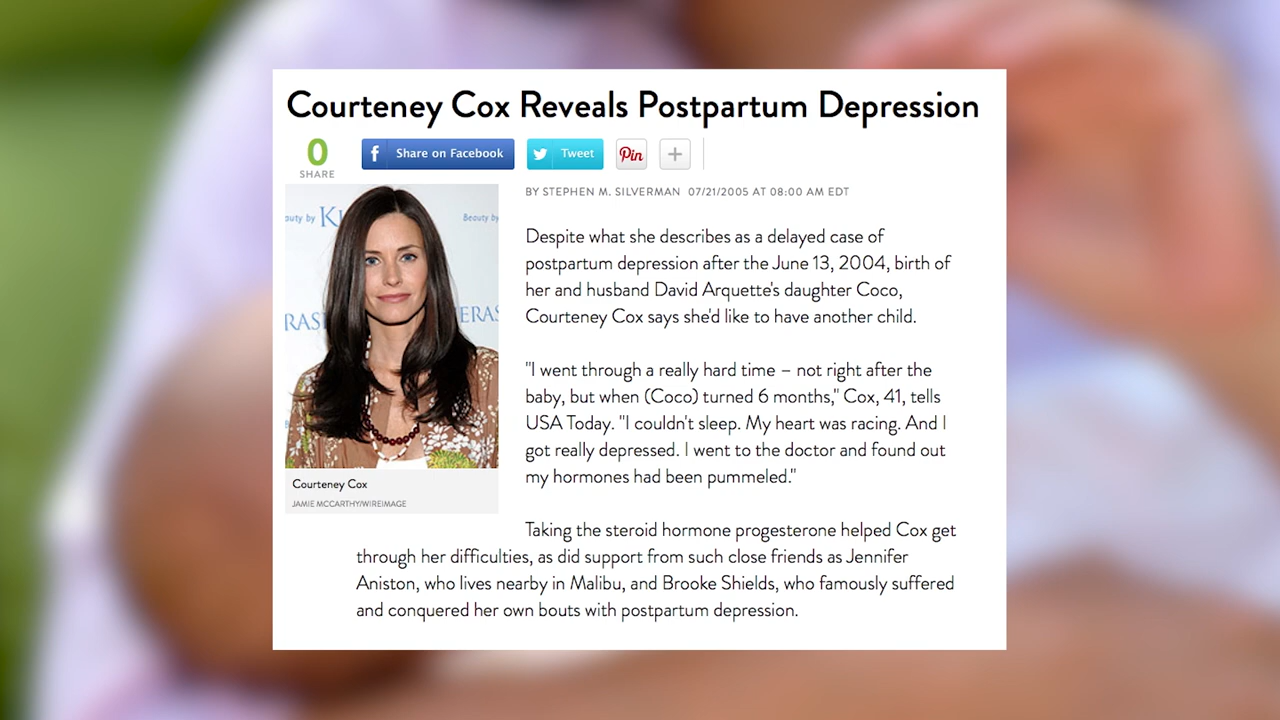 Courteney Cox Reveals Postpartum Depression
0
SHARE
f Share on Facebook
Tweet
Pin
+
BY STEPHEN M. SILVERMAN 07/21/2005 AT 08:00 AM EDT
auty by K
Beauty by
RAS
ERAS
Courteney Cox
JAMIE MCCARTHY/WIREIMAGE
Despite what she describes as a delayed case of
postpartum depression after the June 13, 2004, birth of
her and husband David Arquette's daughter Coco,
Courteney Cox says she'd like to have another child.
"I went through a really hard time – not right after the
baby, but when (Coco) turned 6 months," Cox, 41, tells
USA Today. "I couldn't sleep. My heart was racing. And I
got really depressed. I went to the doctor and found out
my hormones had been pummeled."
Taking the steroid hormone progesterone helped Cox get
through her difficulties, as did support from such close friends as Jennifer
Aniston, who lives nearby in Malibu, and Brooke Shields, who famously suffered
and conquered her own bouts with postpartum depression.